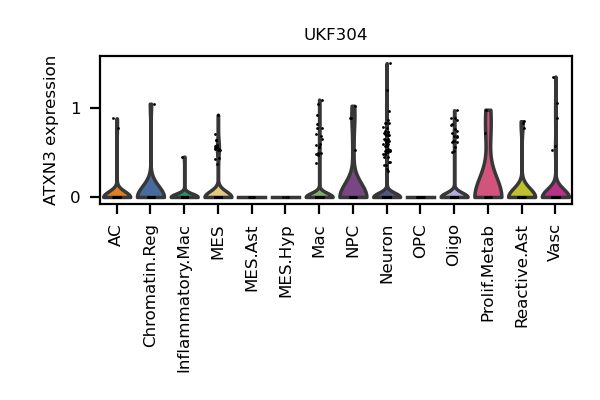 UKF304
ATXN3 expression
1
0
AC
Chromatin.Reg
Inflammatory.Mac
MES
MES.Ast
MES.Hyp
Mac
NPC
Neuron
OPC
Oligo
Prolif.Metab
Reactive.Ast
Vasc